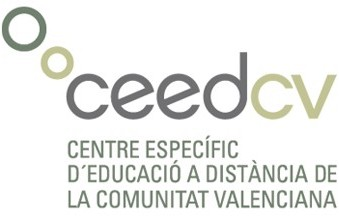 ceedcv
CENTRE ESPECÍFIC
D´EDUCACIÓ A DISTÀNCIA DE
LA COMUNITAT VALENCIANA